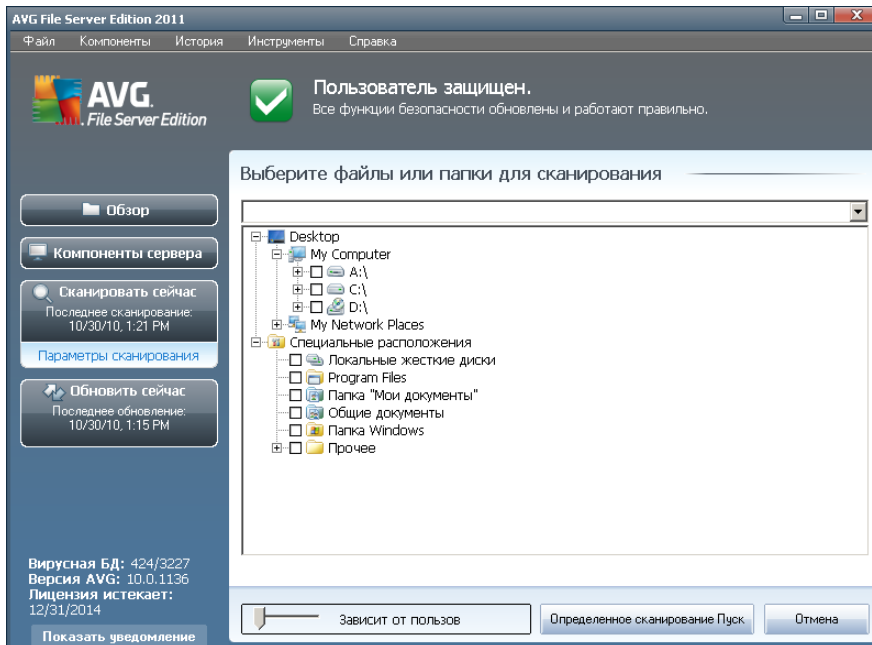 AVG File Server Edition 2011
Файл Компоненты История Инструменты Справка
AVG.
File Server Edition
Пользователь защищен.
Все функции безопасности обновлены и работают правильно.
Выберите файлы или папки для сканирования
Обзор
Компоненты сервера
Сканировать сейчас
Последнее сканирование:
10/30/10, 1:21 PM
Параметры сканирования
Обновить сейчас
Последнее обновление:
10/30/10, 1:15 PM
Desktop
My Computer
A:\
C:\
D:\
My Network Places
Специальные расположения
Локальные жесткие диски
Program Files
Папка "Мои документы"
Общие документы
Папка Windows
Прочее
Вирусная БД: 424/3227
Версия AVG: 10.0.1136
Лицензия истекает:
12/31/2014
Показать уведомление
Зависит от пользов
Определенное сканирование Пуск
Отмена